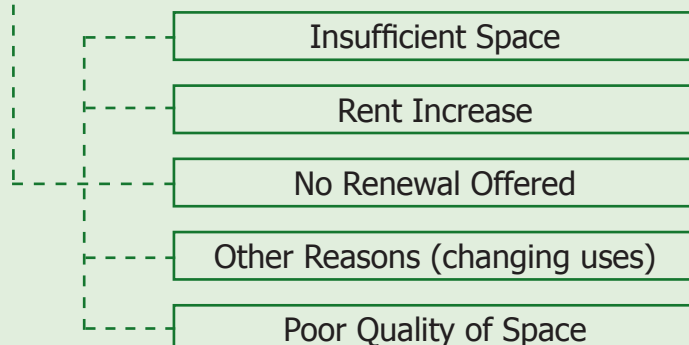 Insufficient Space
Rent Increase
No Renewal Offered
Other Reasons (changing uses)
Poor Quality of Space